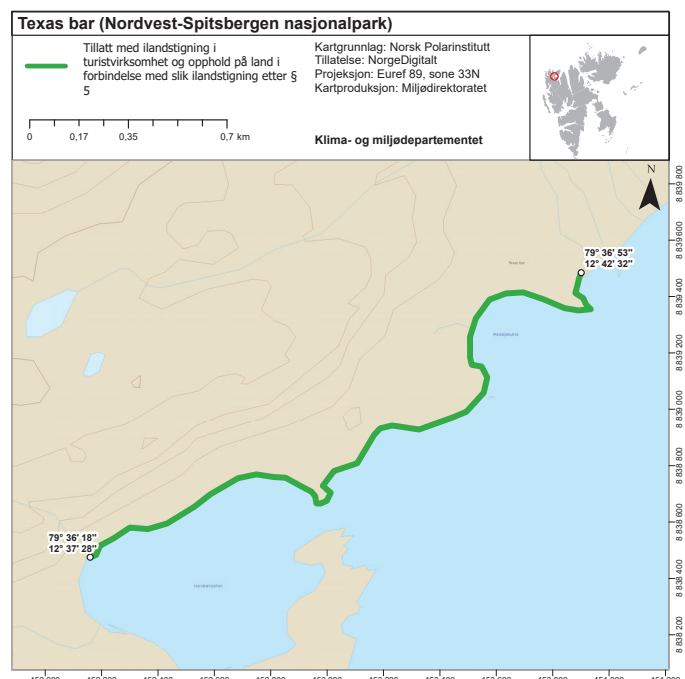 Texas bar (Nordvest-Spitsbergen nasjonalpark)
Tillatt med ilandstigning i
turistvirksomhet og opphold på land i
forbindelse med slik ilandstigning etter §
5
0 0,17 0,35 0,7 km
Kartgrunnlag: Norsk Polarinstitutt
Tillatelse: NorgeDigitalt
Projeksjon: Euref 89, sone 33N
Kartproduksjon: Miljødirektoratet
Klima- og miljødepartementet
N
8 839 800
8 839 600
79° 36' 53"
12° 42' 32"
Texas bar
8 839 400
8 839 200
8 839 000
8 838 800
8 838 600
79° 36' 18"
12° 37' 28"
8 838 400
8 838 200